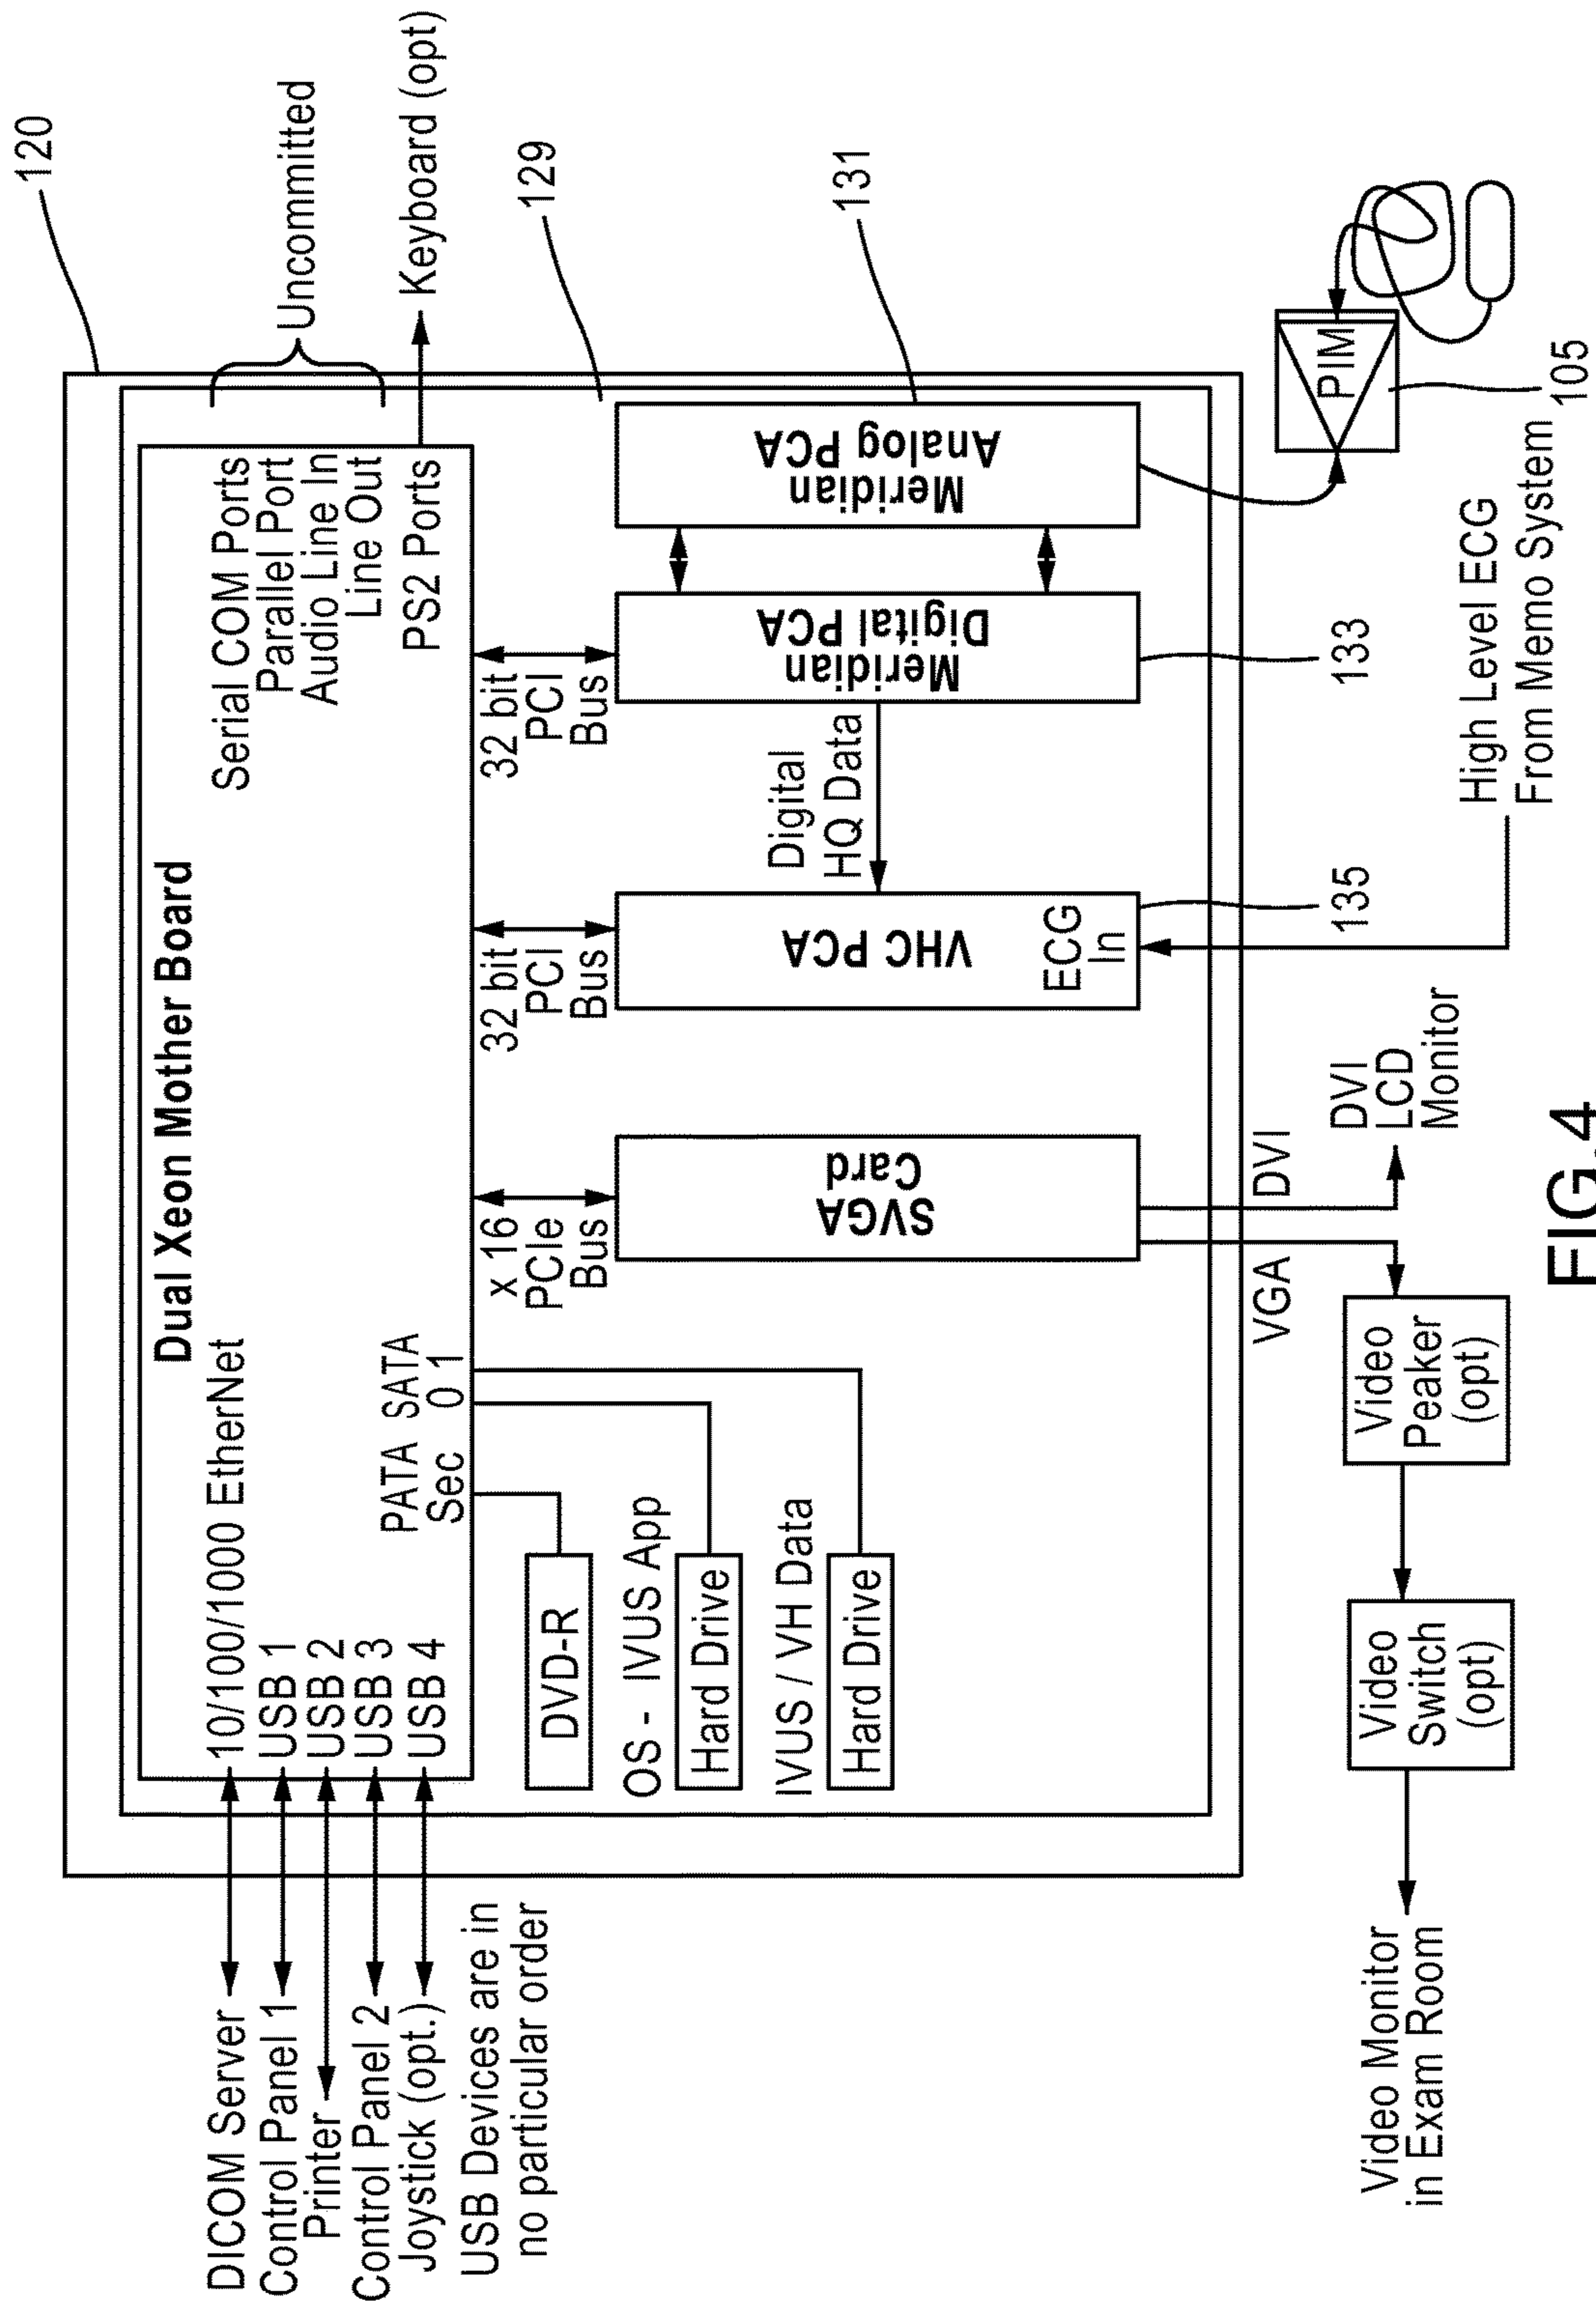 120
Dual Xeon Mother Board
DICOM Server
10/100/1000 EtherNet
Serial COM Ports
Uncommitted
Control Panel 1
USB 1
Parallel Port
Printer
USB 2
Audio Line In
Control Panel 2
USB 3
PATA
SATA
Line Out
Joystick (opt.)
USB 4
Sec
0
1
PS2 Ports
Keyboard (opt)
USB Devices are in
no particular order
x 16
PCIe
Bus
32 bit
PCI
Bus
32 bit
PCI
Bus
129
DVD-R
OS - IVUS App
Hard Drive
IVUS / VH Data
Hard Drive
SVGA
Card
VHC PCA
ECG
In
Digital
HQ Data
Meridian
Digital PCA
Meridian
Analog PCA
131
VGA
DVI
DVI
LCD
Monitor
135
133
PIM
105
High Level ECG
From Memo System
Video Monitor
in Exam Room
Video
Switch
(opt)
Video
Peaker
(opt)
FIG.4